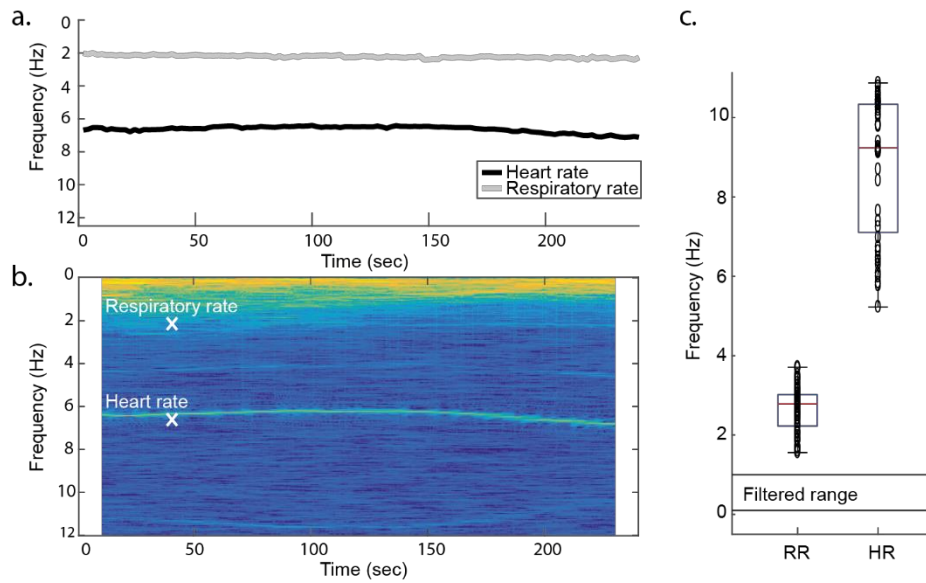 a.
0
2
4
6
8
10
12
Frequency (Hz)
Heart rate
Respiratory rate
0
50
100
150
200
Time (sec)
b.
0
2
4
6
8
10
12
Frequency (Hz)
Respiratory rate
Heart rate
0
50
100
150
200
Time (sec)
c.
10
8
6
4
2
0
Frequency (Hz)
Filtered range
RR
HR